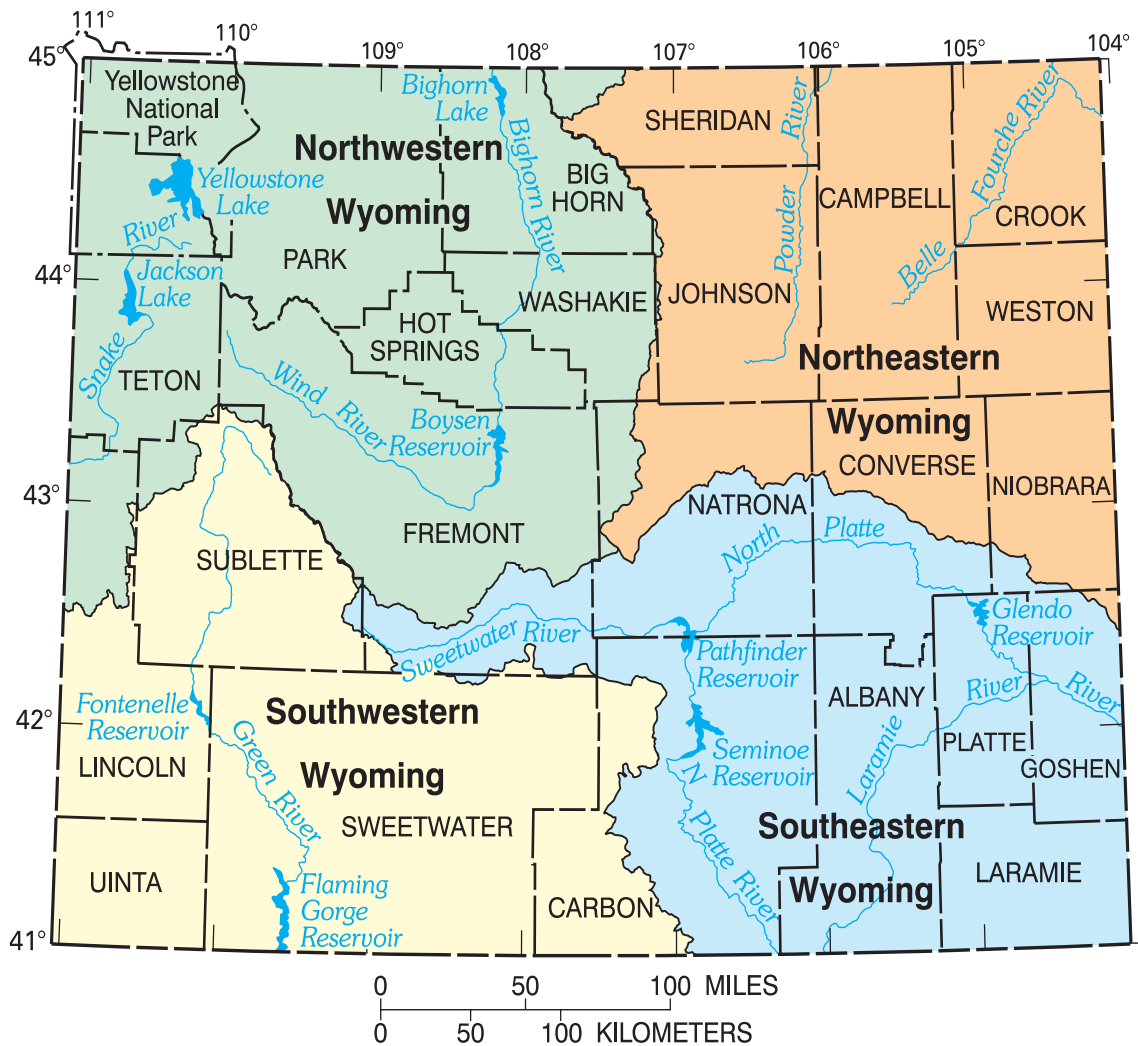 111°
110°
109°
108°
107°
106°
105°
104°
45°
Yellowstone
National
Park
Bighorn
Lake
Bighorn River
Northwestern
Wyoming
SHERIDAN
Powder River
CAMPBELL
Belle Fourche River
CROOK
BIG
HORN
Yellowstone
Lake
Snake River
PARK
44°
Jackson
Lake
WASHAKIE
JOHNSON
HOT
SPRINGS
WESTON
Northeastern
Wyoming
TETON
Wind River
Boysen
Reservoir
CONVERSE
NIOBRARA
43°
NATRONA
FREMONT
SUBLETTE
North Platte River
Glendo
Reservoir
Sweetwater River
Pathfinder
Reservoir
ALBANY
Laramie River
Fontenelle
Reservoir
42°
Southwestern
Wyoming
Green River
Seminoe
Reservoir
PLATTE
GOSHEN
LINCOLN
SWEETWATER
N Platte River
Southeastern
Wyoming
UINTA
Flaming
Gorge
Reservoir
CARBON
LARAMIE
41°
0 50 100 MILES
0 50 100 KILOMETERS